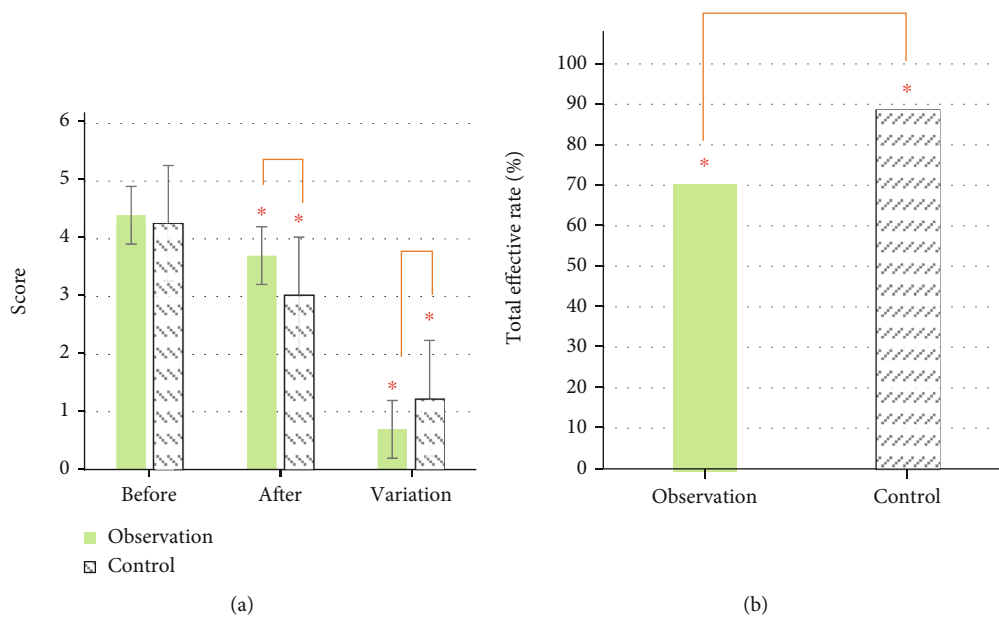 6
5
4
3
2
1
0
Score
*
*
*
*
Before
After
Variation
Observation
Control
(a)
100
90
80
70
60
50
40
30
20
10
0
Total effective rate (%)
*
*
Observation
Control
(b)